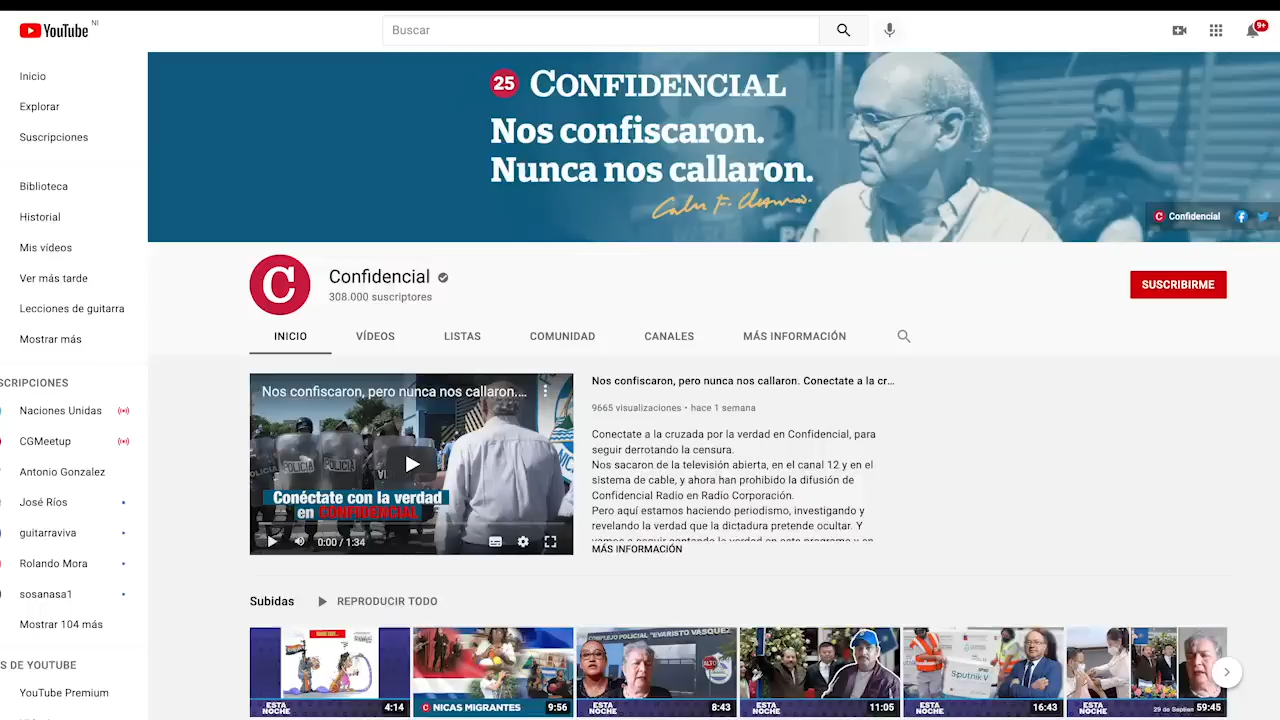 YouTube NI
Buscar
9+
Inicio
Explorar
Suscripciones
Biblioteca
Historial
Mis vídeos
Ver más tarde
Lecciones de guitarra
Mostrar más
SCRIPCIONES
Naciones Unidas
CGMeetup
Antonio Gonzalez
José Ríos
guitarraviva
Rolando Mora
sosanasa1
Mostrar 104 más
S DE YOUTUBE
YouTube Premium
25 CONFIDENCIAL
Nos confiscaron.
Nunca nos callaron.
C Confidencial
C
Confidencial
308.000 suscriptores
SUSCRIBIRME
INICIO VÍDEOS LISTAS COMUNIDAD CANALES MÁS INFORMACIÓN
Nos confiscaron, pero nunca nos callaron....
POLICIA POLICIA
Conéctate con la verdad
en CONFIDENCIAL
0:00 / 1:34
Nos confiscaron, pero nunca nos callaron. Conectate a la cr...
9665 visualizaciones • hace 1 semana
Conectate a la cruzada por la verdad en Confidencial, para
seguir derrotando la censura.
Nos sacaron de la televisión abierta, en el canal 12 y en el
sistema de cable, y ahora han prohibido la difusión de
Confidencial Radio en Radio Corporación.
Pero aquí estamos haciendo periodismo, investigando y
revelando la verdad que la dictadura pretende ocultar. Y
MÁS INFORMACIÓN
Subidas REPRODUCIR TODO
ESTA NOCHE 4:14
C NICAS MIGRANTES 9:56
COMPLEJO POLICIAL "EVARISTO VASQUEZ
ALTO
ESTA NOCHE 8:43
ESTA NOCHE 11:05
Sputnik V
ESTA NOCHE 16:43
ESTA NOCHE 29 de Septiem 59:45